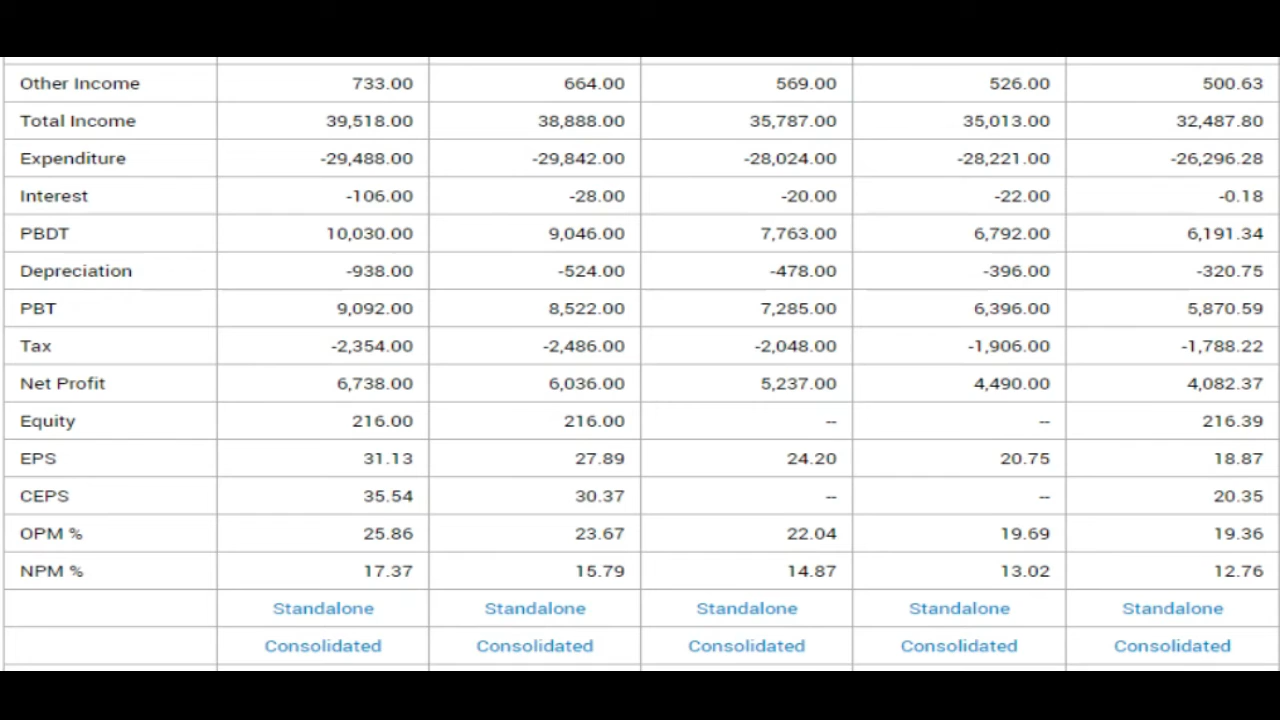 Other Income 733.00 664.00 569.00 526.00 500.63
Total Income 39,518.00 38,888.00 35,787.00 35,013.00 32,487.80
Expenditure -29,488.00 -29,842.00 -28,024.00 -28,221.00 -26,296.28
Interest -106.00 -28.00 -20.00 -22.00 -0.18
PBDT 10,030.00 9,046.00 7,763.00 6,792.00 6,191.34
Depreciation -938.00 -524.00 -478.00 -396.00 -320.75
PBT 9,092.00 8,522.00 7,285.00 6,396.00 5,870.59
Tax -2,354.00 -2,486.00 -2,048.00 -1,906.00 -1,788.22
Net Profit 6,738.00 6,036.00 5,237.00 4,490.00 4,082.37
Equity 216.00 216.00 -- -- 216.39
EPS 31.13 27.89 24.20 20.75 18.87
CEPS 35.54 30.37 -- -- 20.35
OPM % 25.86 23.67 22.04 19.69 19.36
NPM % 17.37 15.79 14.87 13.02 12.76
Standalone Standalone Standalone Standalone Standalone
Consolidated Consolidated Consolidated Consolidated Consolidated